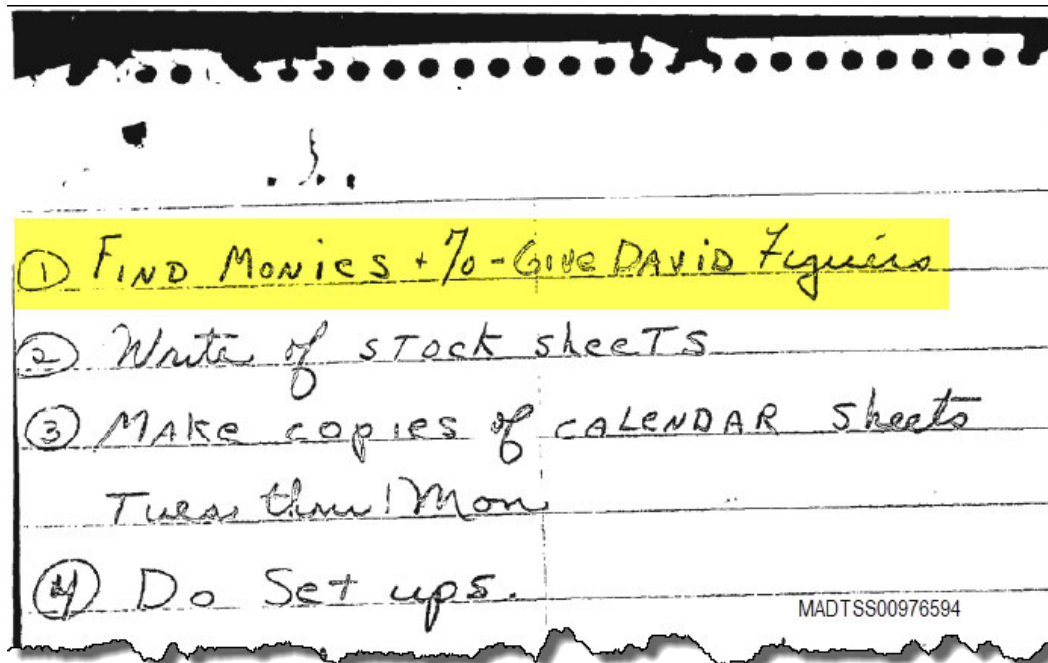 ① FIND MONIES + % - GIVE DAVID Figures
② Write of stock sheets
③ MAKE copies of CALENDAR Sheets
Tues thru Mon
④ Do Set ups.
MADTSS00976594